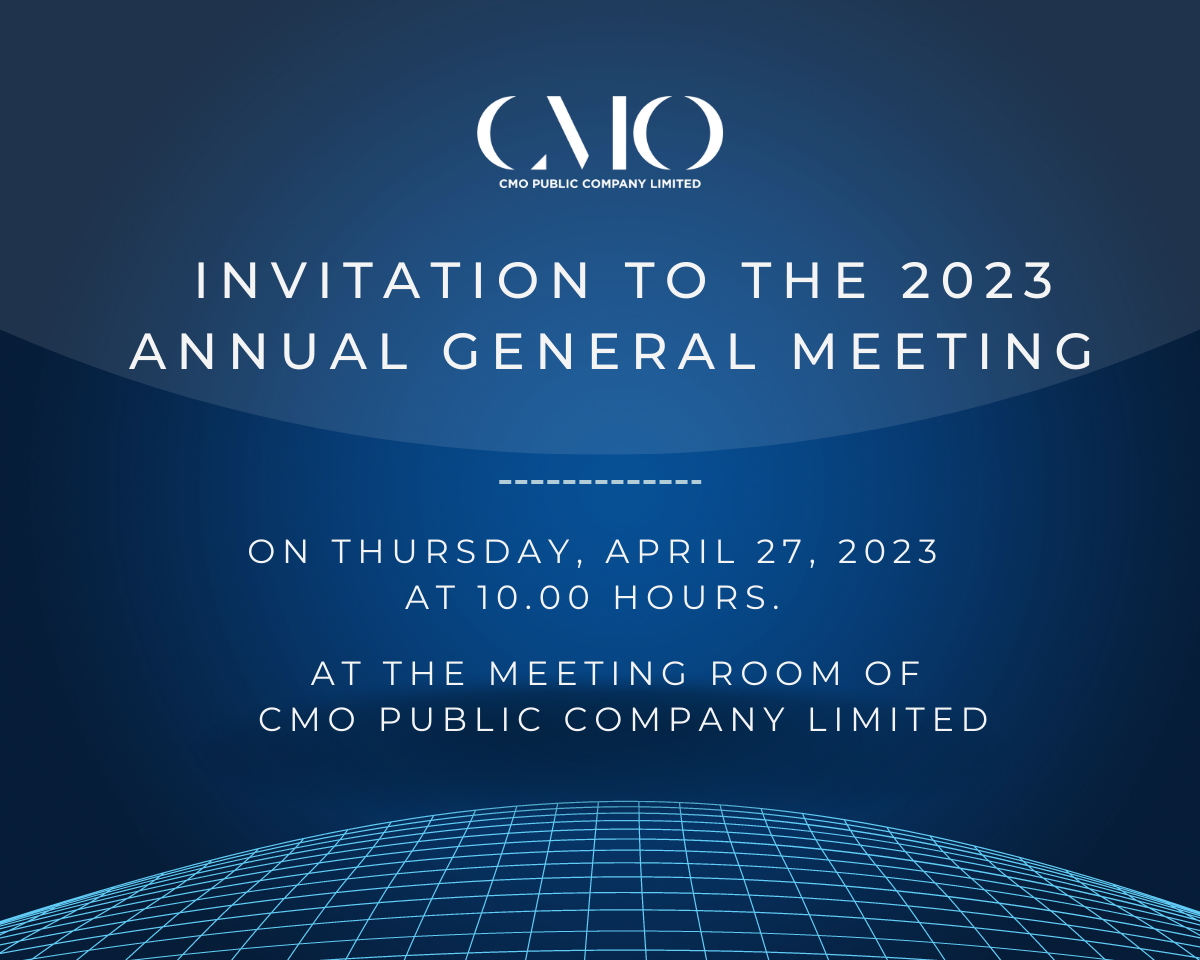 CMO
CMO PUBLIC COMPANY LIMITED
INVITATION TO THE 2023
ANNUAL GENERAL MEETING
-------------
ON THURSDAY, APRIL 27, 2023
AT 10.00 HOURS.
AT THE MEETING ROOM OF
CMO PUBLIC COMPANY LIMITED